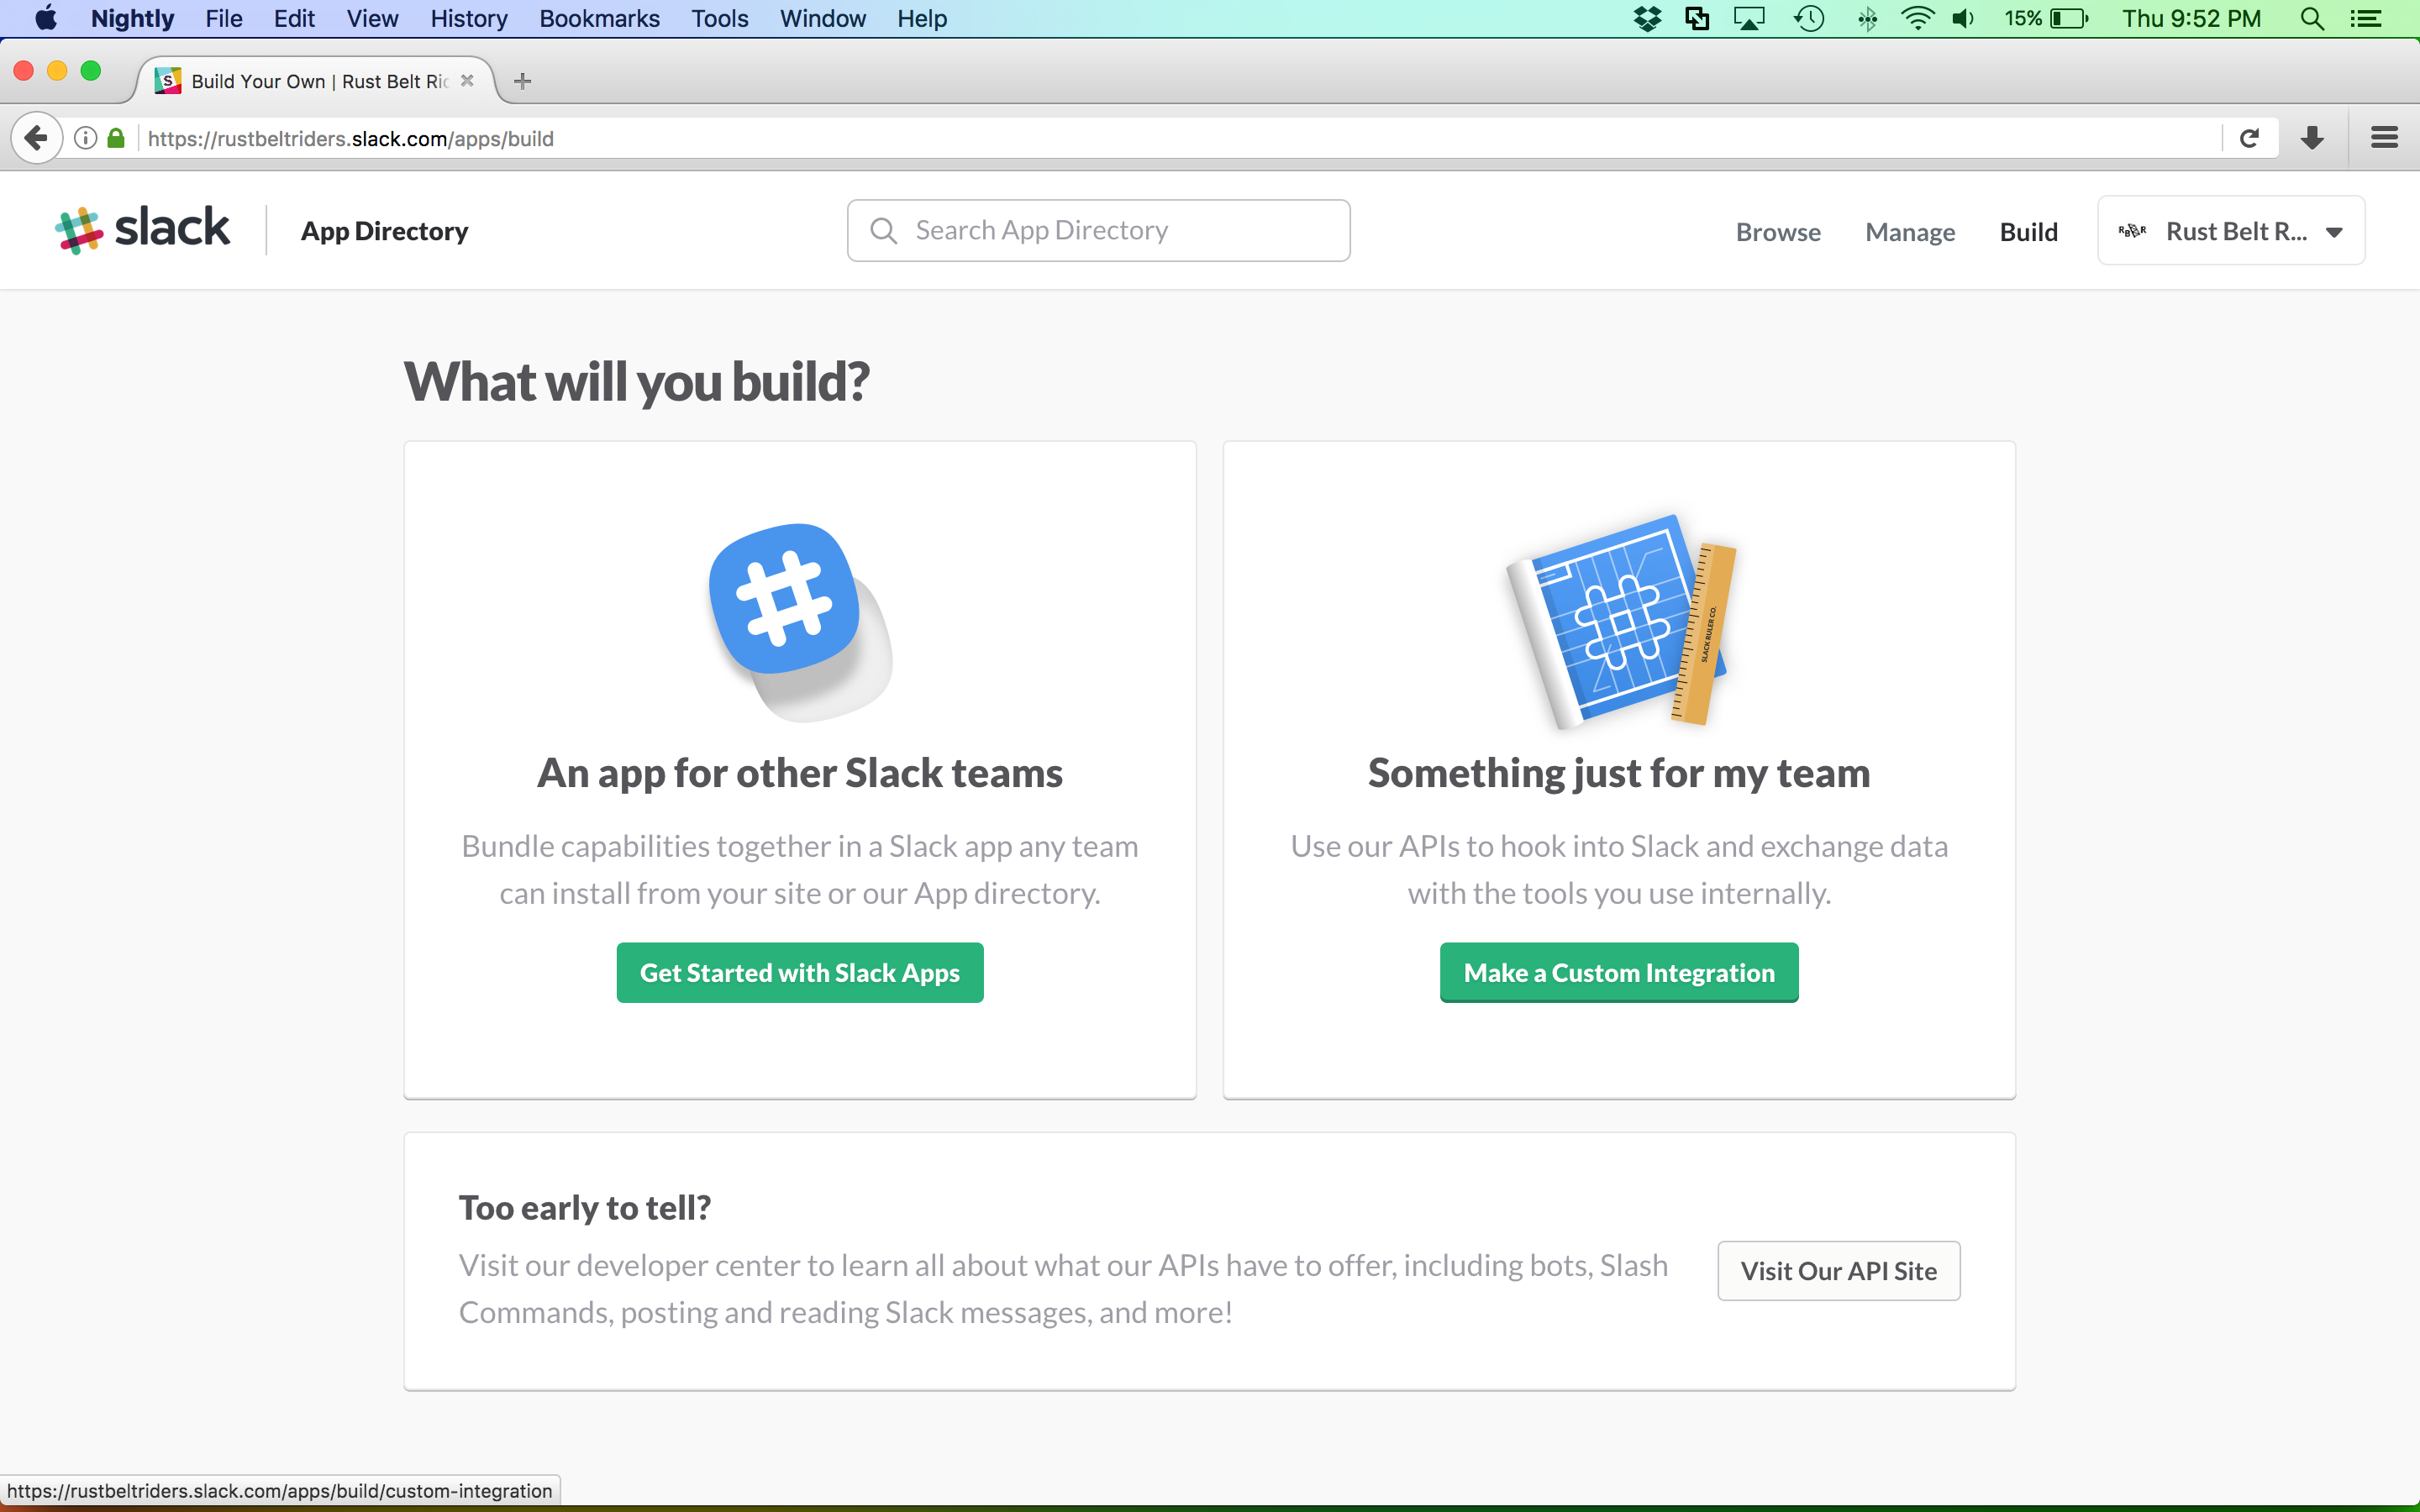 Nightly File Edit View History Bookmarks Tools Window Help 15% Thu 9:52 PM
Build Your Own | Rust Belt Ric
https://rustbeltriders.slack.com/apps/build
slack App Directory Search App Directory Browse Manage Build RBR Rust Belt R...
What will you build?
SLACK RULER CO.
An app for other Slack teams
Bundle capabilities together in a Slack app any team
can install from your site or our App directory.
Get Started with Slack Apps
Something just for my team
Use our APIs to hook into Slack and exchange data
with the tools you use internally.
Make a Custom Integration
Too early to tell?
Visit our developer center to learn all about what our APIs have to offer, including bots, Slash
Commands, posting and reading Slack messages, and more!
Visit Our API Site
https://rustbeltriders.slack.com/apps/build/custom-integration